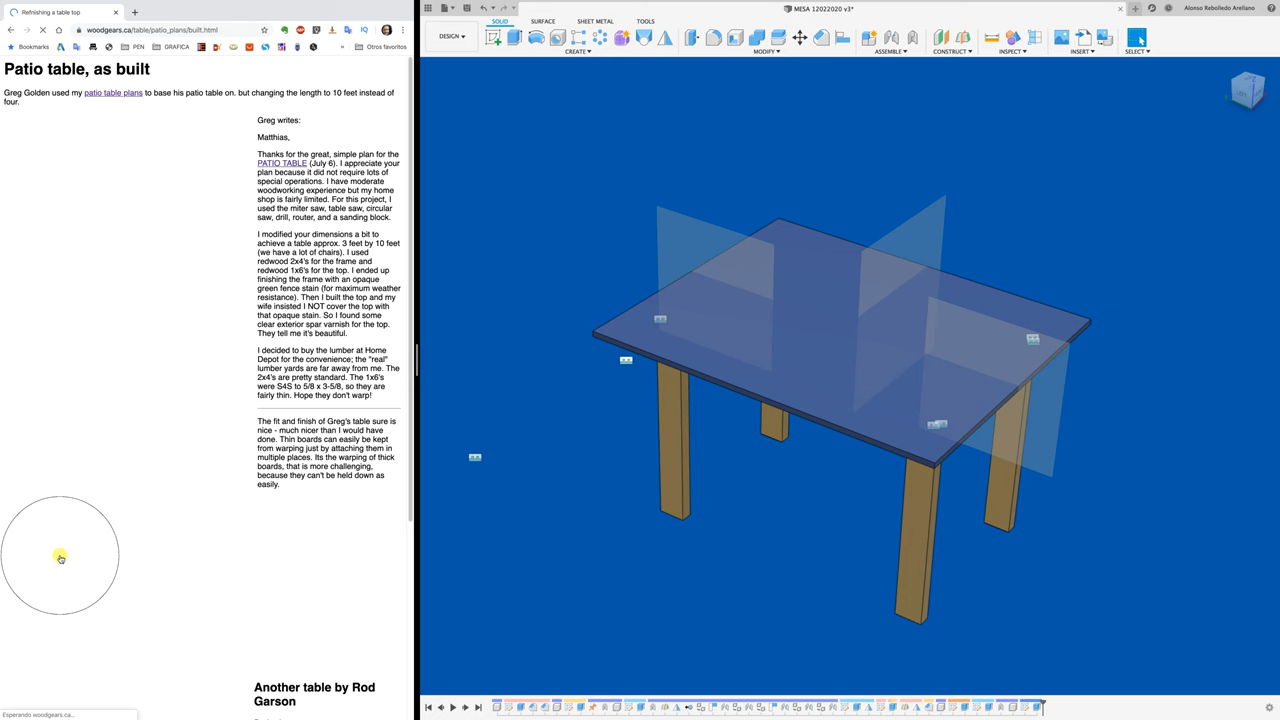 Refnishing a table top
woodgears.ca/table/patio_plans/built.html
Bookmarks
PEN
GRAFICA
»
Otros favoritos
Patio table, as built
Greg Golden used my patio table plans to base his patio table on. but changing the length to 10 feet instead of
four.
Greg writes:
Matthias,
Thanks for the great, simple plan for the
PATIO TABLE (July 6). I appreciate your
plan because it did not require lots of
special operations. I have moderate
woodworking experience but my home
shop is fairly limited. For this project, I
used the miter saw, table saw, circular
saw, drill, router, and a sanding block.
I modified your dimensions a bit to
achieve a table approx. 3 feet by 10 feet
(we have a lot of chairs). I used
redwood 2x4's for the frame and
redwood 1x6's for the top. I ended up
finishing the frame with an opaque
green fence stain (for maximum weather
resistance). Then I built the top and my
wife insisted I NOT cover the top with
that opaque stain. So I found some
clear exterior spar varnish for the top.
They tell me it's beautiful.
I decided to buy the lumber at Home
Depot for the convenience; the "real"
lumber yards are far away from me. The
2x4's are pretty standard. The 1x6's
were S4S to 5/8 x 3-5/8, so they are
fairly thin. Hope they don't warp!
The fit and finish of Greg's table sure is
nice - much nicer than I would have
done. Thin boards can easily be kept
from warping just by attaching them in
multiple places. Its the warping of thick
boards, that is more challenging,
because they can't be held down as
easily.
Another table by Rod
Garson
Esperando woodgears.ca...
MESA 12022020 v3*
Alonso Rebolledo Arellano
SOLID
SURFACE
SHEET METAL
TOOLS
DESIGN
CREATE
MODIFY
ASSEMBLE
CONSTRUCT
INSPECT
INSERT
SELECT